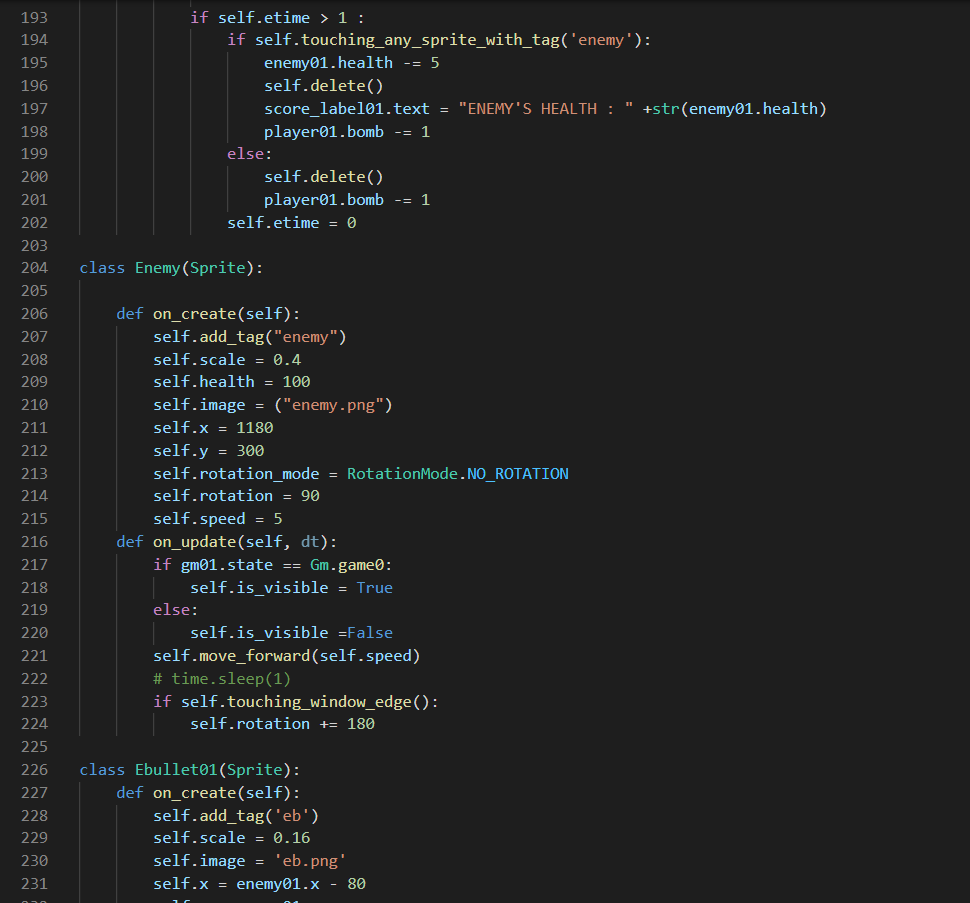 193 if self.etime > 1 :
194 if self.touching_any_sprite_with_tag('enemy'):
195 enemy01.health -= 5
196 self.delete()
197 score_label01.text = "ENEMY'S HEALTH : " +str(enemy01.health)
198 player01.bomb -= 1
199 else:
200 self.delete()
201 player01.bomb -= 1
202 self.etime = 0
203
204 class Enemy(Sprite):
205
206 def on_create(self):
207 self.add_tag("enemy")
208 self.scale = 0.4
209 self.health = 100
210 self.image = ("enemy.png")
211 self.x = 1180
212 self.y = 300
213 self.rotation_mode = RotationMode.NO_ROTATION
214 self.rotation = 90
215 self.speed = 5
216 def on_update(self, dt):
217 if gm01.state == Gm.game0:
218 self.is_visible = True
219 else:
220 self.is_visible =False
221 self.move_forward(self.speed)
222 # time.sleep(1)
223 if self.touching_window_edge():
224 self.rotation += 180
225
226 class Ebullet01(Sprite):
227 def on_create(self):
228 self.add_tag('eb')
229 self.scale = 0.16
230 self.image = 'eb.png'
231 self.x = enemy01.x - 80